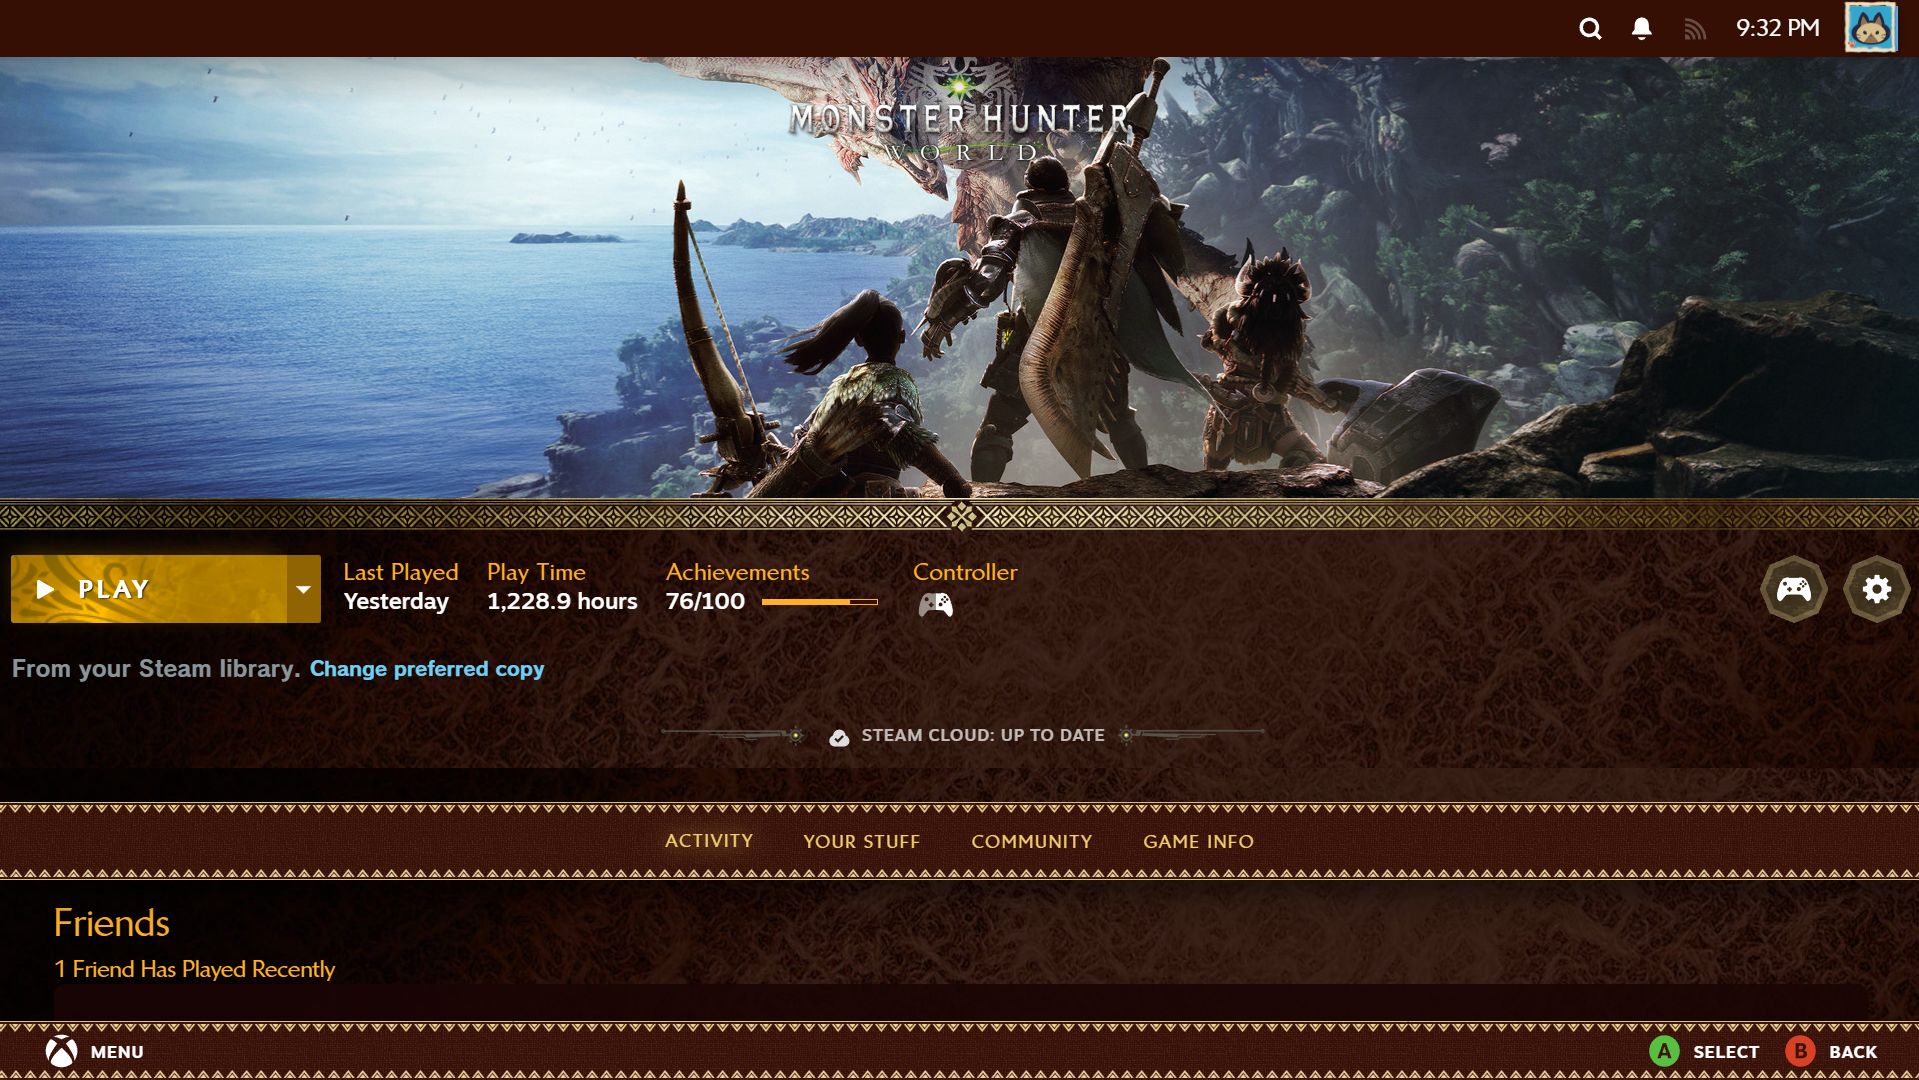 9:32 PM
MONSTER HUNTER
WORLD
PLAY
Last Played
Yesterday
Play Time
1,228.9 hours
Achievements
76/100
Controller
From your Steam library. Change preferred copy
STEAM CLOUD: UP TO DATE
ACTIVITY
YOUR STUFF
COMMUNITY
GAME INFO
Friends
1 Friend Has Played Recently
MENU
A SELECT
B BACK